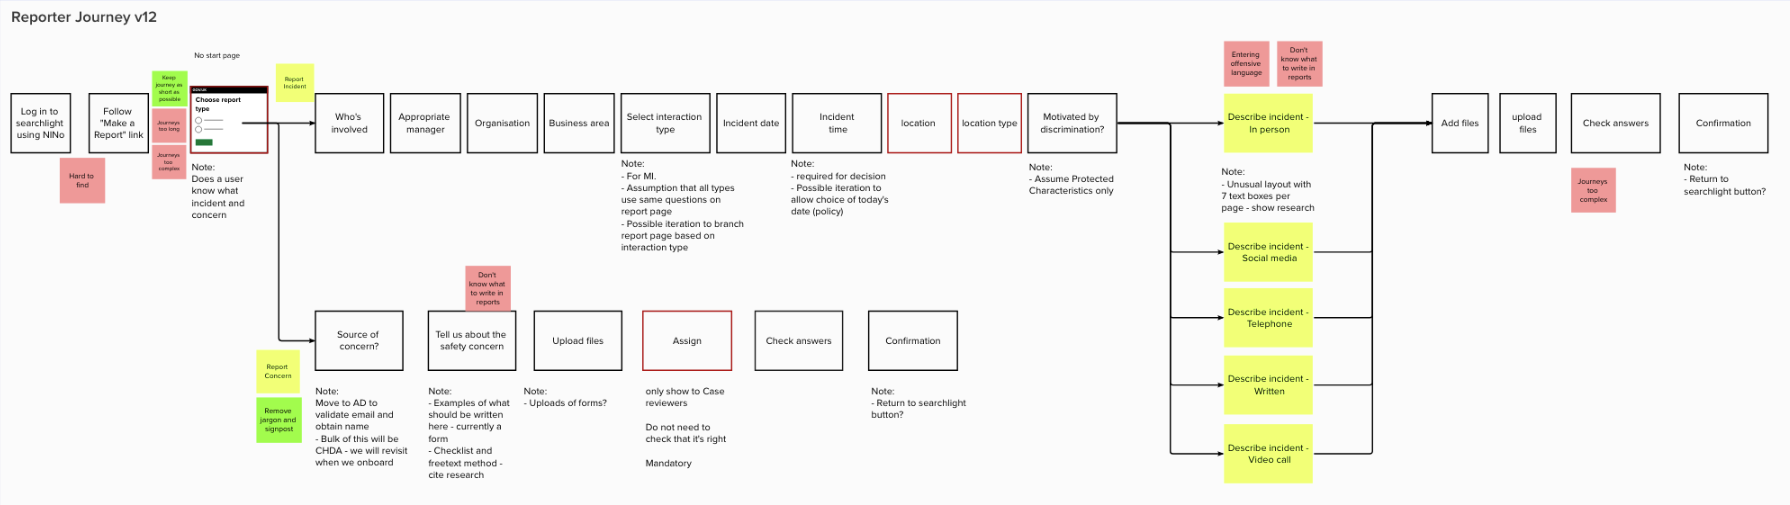 Reporter Journey v12
No start page
Log in to
searchlight
using NINo
Hard to
find
Follow
"Make a
Report" link
Keep
journey as
short as
possible
Journeys
too long
Journeys
too
complex
GOV.UK
Choose report
type
Note:
Does a user
know what
incident and
concern
Report
Incident
Who's
involved
Appropriate
manager
Organisation
Business area
Select interaction
type
Note:
- For MI.
- Assumption that all types
use same questions on
report page
- Possible iteration to
branch
report page based on
interaction type
Incident date
Incident
time
Note:
- required for decision
- Possible iteration to
allow choice of today's
date (policy)
location
location type
Motivated by
discrimination?
Note:
- Assume Protected
Characteristics only
Entering
offensive
language
Don't
know what
to write in
reports
Describe incident -
In person
Note:
- Unusual layout with
7 text boxes per
page - show research
Describe incident -
Social media
Describe incident -
Telephone
Describe incident -
Written
Describe incident -
Video call
Add files
upload
files
Check answers
Journeys
too
complex
Confirmation
Note:
- Return to
searchlight button?
Report
Concern
Remove
jargon and
signpost
Source of
concern?
Note:
Move to AD to
validate email and
obtain name
- Bulk of this will be
CHDA - we will revisit
when we onboard
Don't
know what
to write in
reports
Tell us about the
safety concern
Note:
- Examples of what
should be written
here - currently a
form
- Checklist and
freetext method -
cite research
Upload files
Note:
- Uploads of forms?
Assign
only show to Case
reviewers
Do not need to
check that it's right
Mandatory
Check answers
Confirmation
Note:
- Return to searchlight
button?